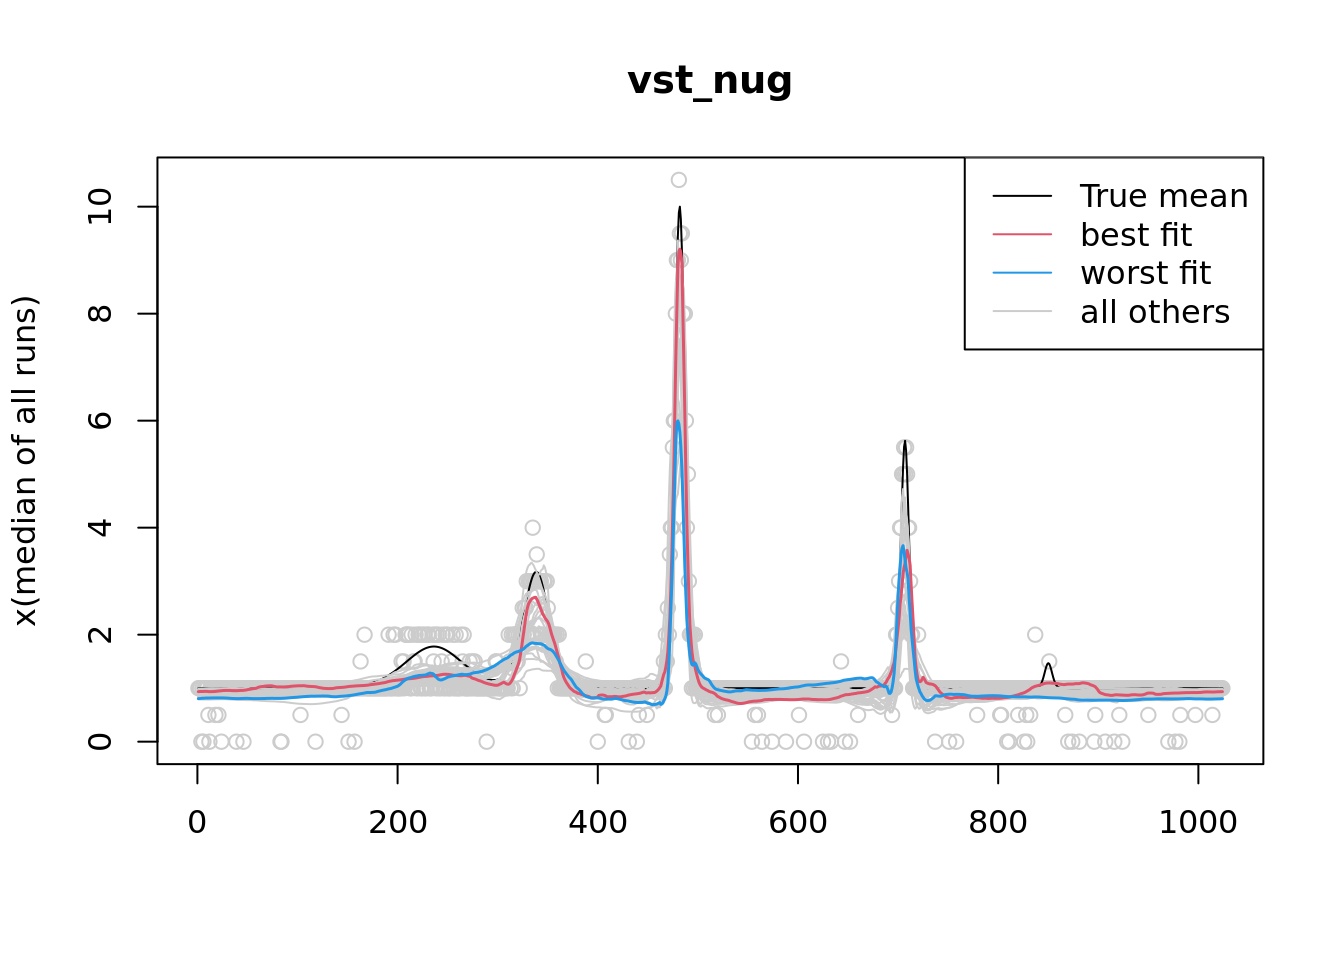 vst_nug
True mean
best fit
worst fit
all others
x(median of all runs)
0 2 4 6 8 10
0 200 400 600 800 1000